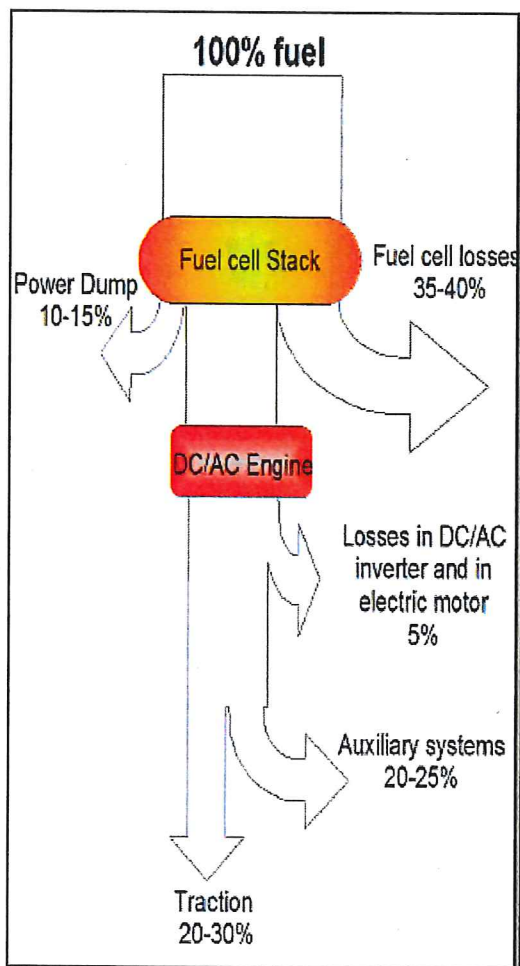 100% fuel
Fuel cell Stack
Power Dump
10-15%
Fuel cell losses
35-40%
DC/AC Engine
Losses in DC/AC
inverter and in
electric motor
5%
Auxiliary systems
20-25%
Traction
20-30%